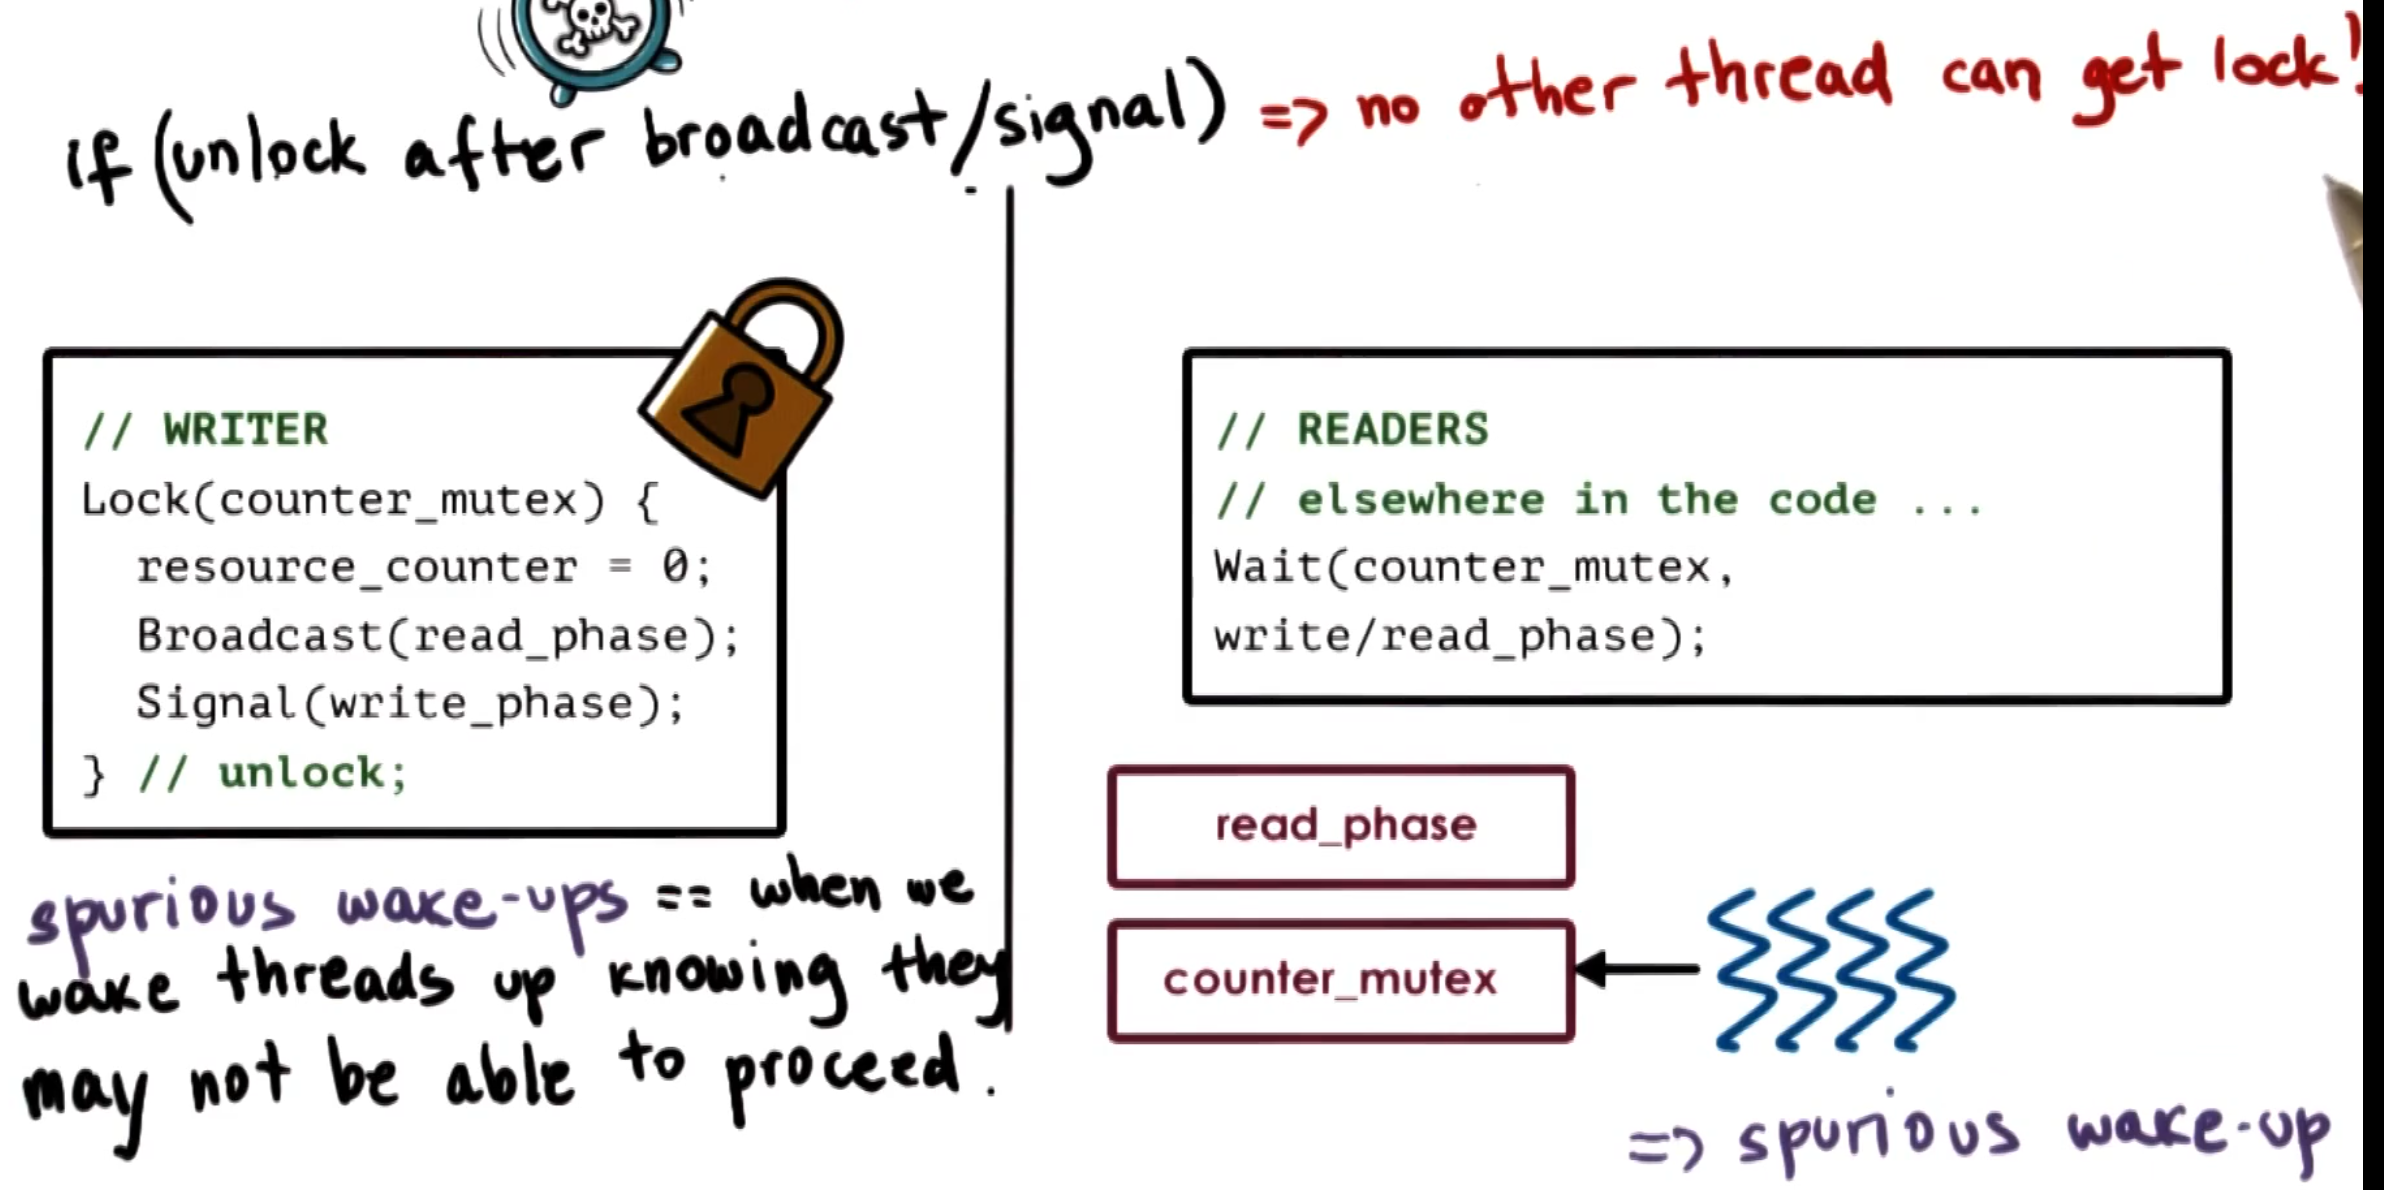 if (unlock after broadcast/signal) => no other thread can get lock!
// WRITER
Lock(counter_mutex) {
resource_counter = 0;
Broadcast(read_phase);
Signal(write_phase);
} // unlock;
// READERS
// elsewhere in the code ...
Wait(counter_mutex,
write/read_phase);
read_phase
counter_mutex
spurious wake-ups == when we
wake threads up knowing they
may not be able to proceed.
=> spurious wake-up